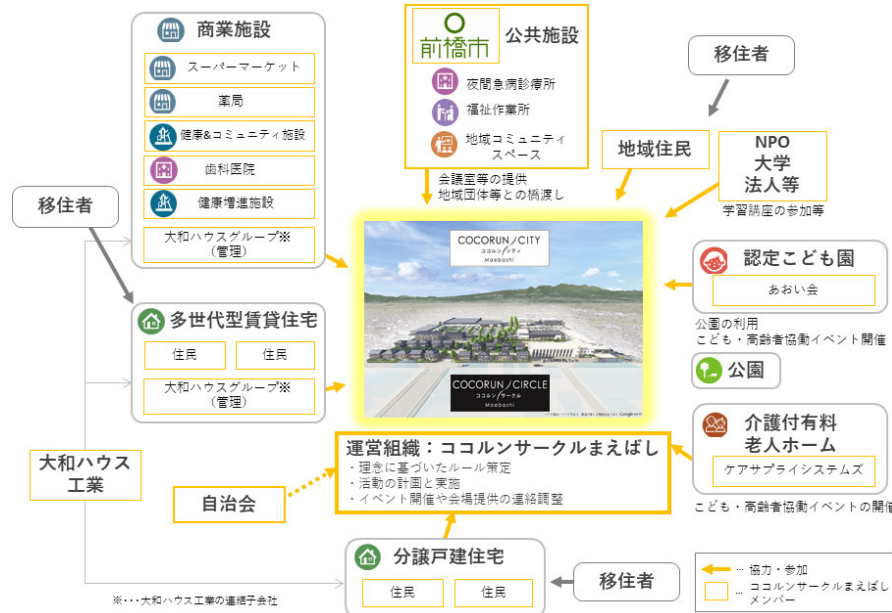 商業施設
スーパーマーケット
薬局
健康&コミュニティ施設
歯科医院
健康増進施設
大和ハウスグループ※
(管理)
前橋市
公共施設
夜間急病診療所
福祉作業所
地域コミュニティ
スペース
会議室等の提供
地域団体等との橋渡し
移住者
地域住民
NPO
大学
法人等
学習講座の参加等
移住者
多世代型賃貸住宅
住民
住民
大和ハウスグループ※
(管理)
COCORUN CITY
ココルン シティ
Maebashi
COCORUN CIRCLE
ココルン サークル
Maebashi
認定こども園
あおい会
公園の利用
こども・高齢者協働イベント開催
公園
介護付有料
老人ホーム
ケアサプライシステムズ
こども・高齢者協働イベントの開催
大和ハウス
工業
自治会
運営組織:ココルンサークルまえばし
・理念に基づいたルール策定
・活動の計画と実施
・イベント開催や会場提供の連絡調整
分譲戸建住宅
住民
住民
移住者
… 協力・参加
… ココルンサークルまえばし
メンバー
※・・・大和ハウス工業の連結子会社